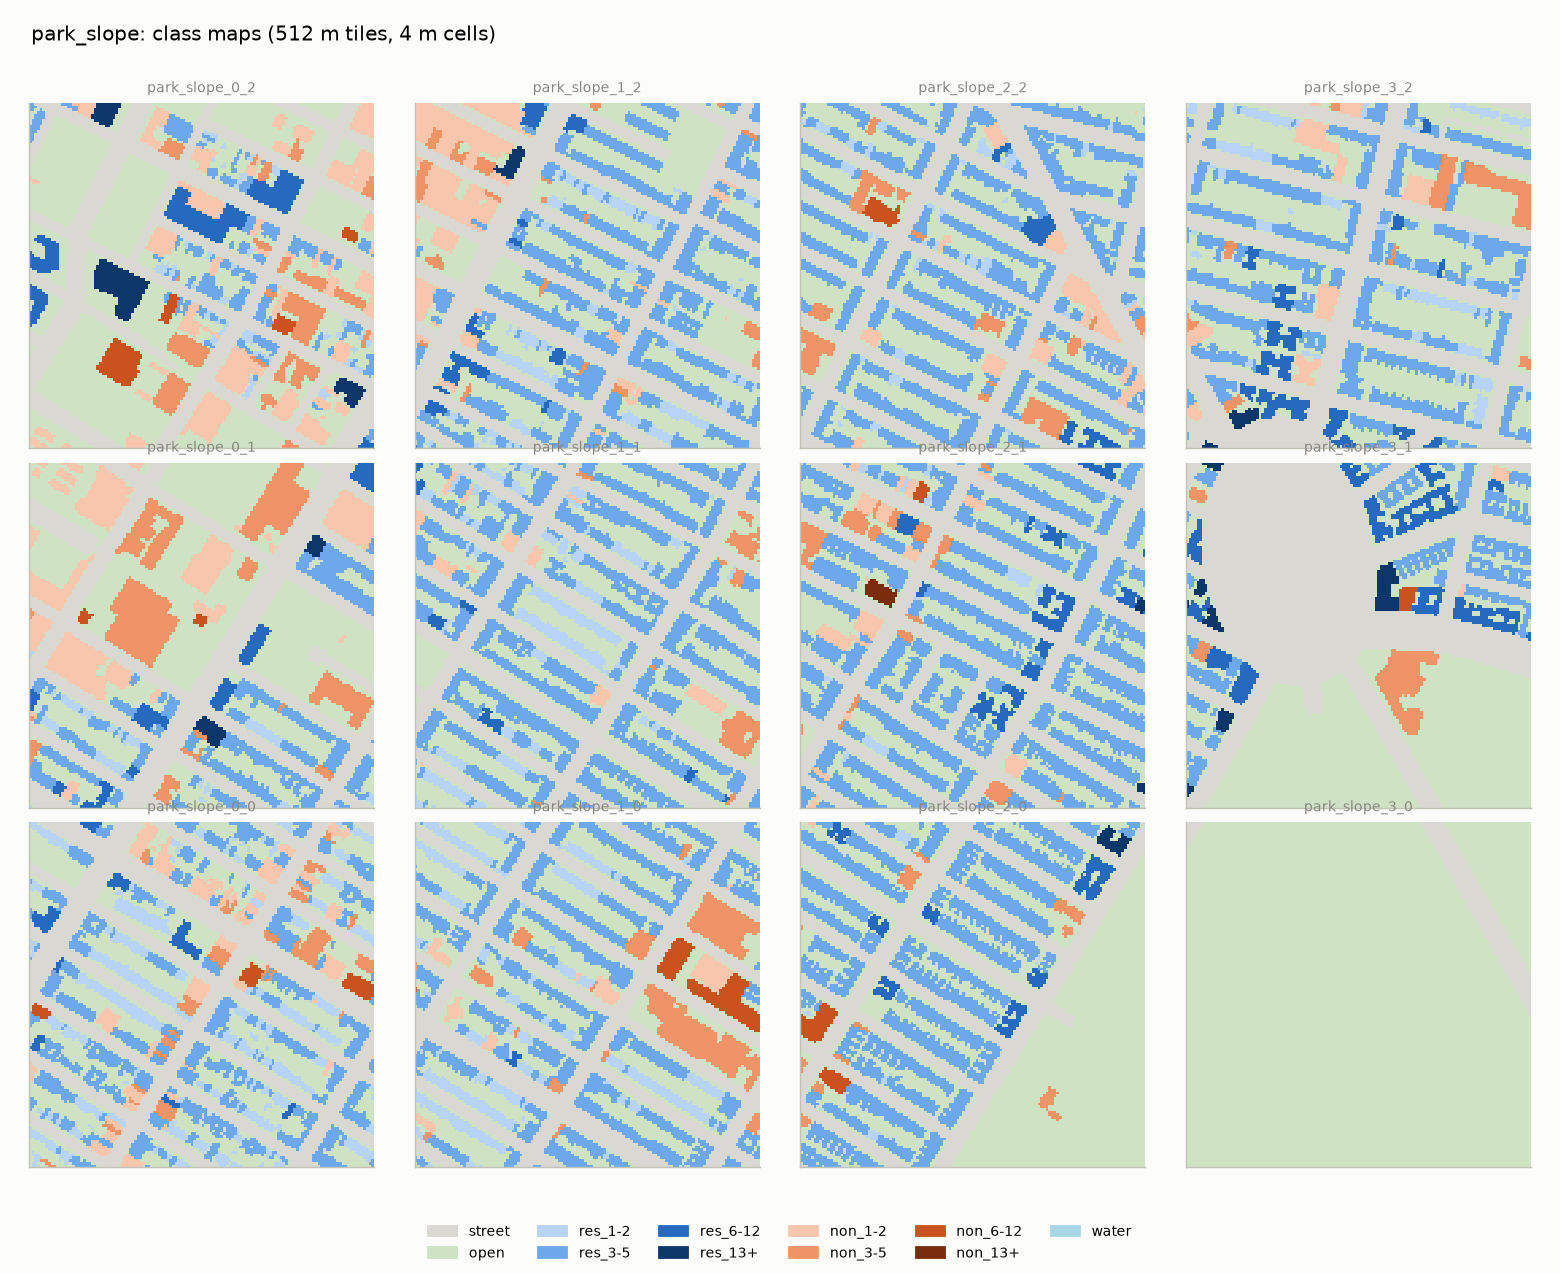 park_slope: class maps (512 m tiles, 4 m cells)
park_slope_0_2
park_slope_1_2
park_slope_2_2
park_slope_3_2
park_slope_0_1
park_slope_1_1
park_slope_2_1
park_slope_3_1
park_slope_0_0
park_slope_1_0
park_slope_2_0
park_slope_3_0
street
res_1-2
res_6-12
non_1-2
non_6-12
water
open
res_3-5
res_13+
non_3-5
non_13+